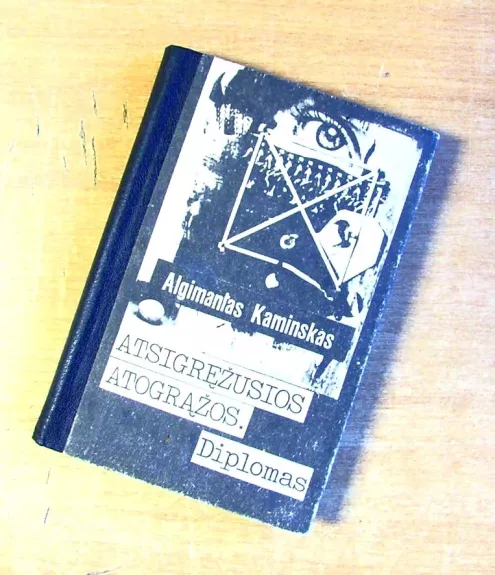 Algimantas Kaminskas
ATSIGRĘŽUSIOS
ATOGRĄŽOS.
Diplomas